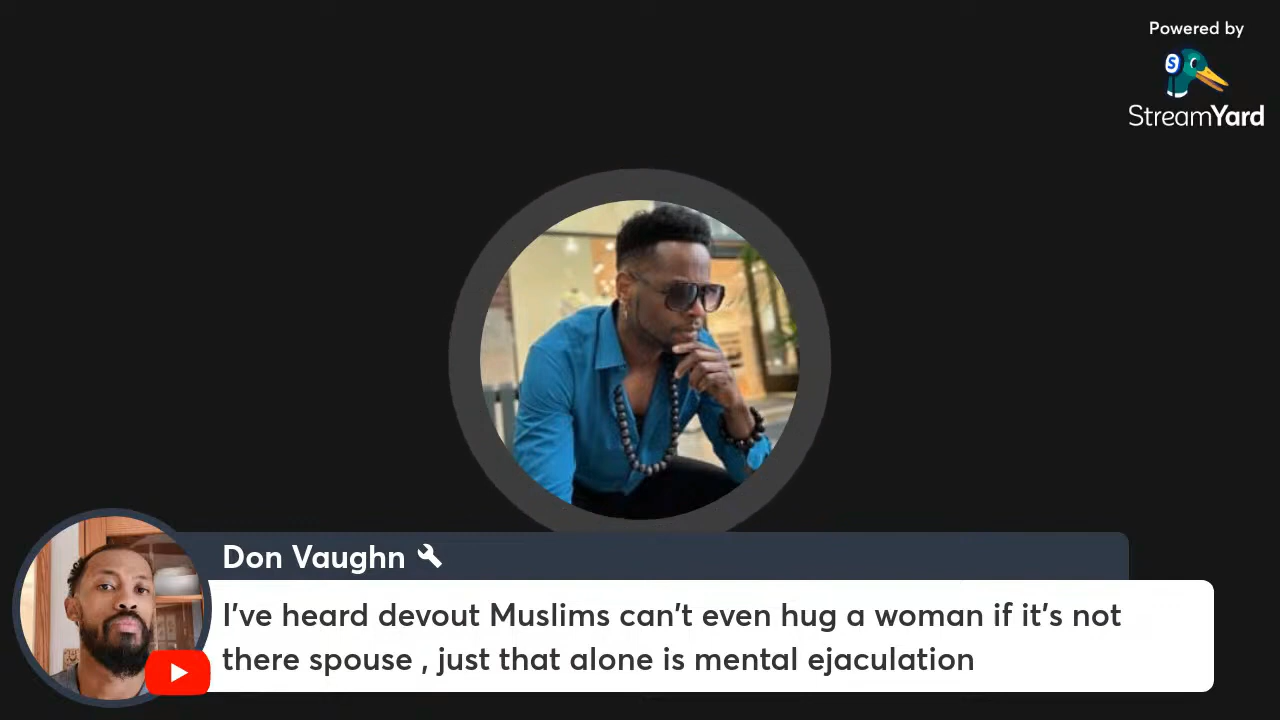 Powered by
S
StreamYard
Don Vaughn
I've heard devout Muslims can't even hug a woman if it's not
there spouse , just that alone is mental ejaculation